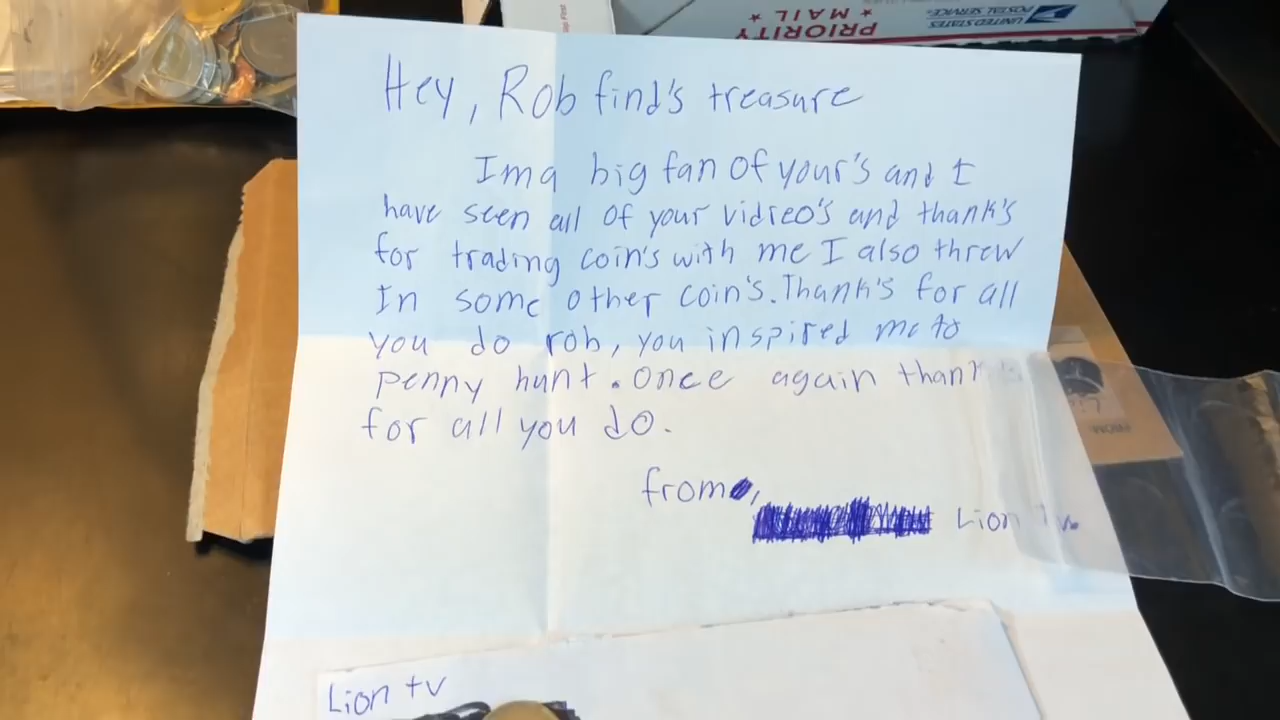 UNITED STATES
POSTAL SERVICE
PRIORITY
★ MAIL ★
Hey, Rob find's treasure
Im a big fan of your's and I
have seen all of your vidieo's and thank's
for trading coin's with me I also threw
In some other coin's. Thank's for all
you do rob, you inspired me to
penny hunt. Once again thank's
for all you do.
from,
Lion Tv
FROM
Lion tv